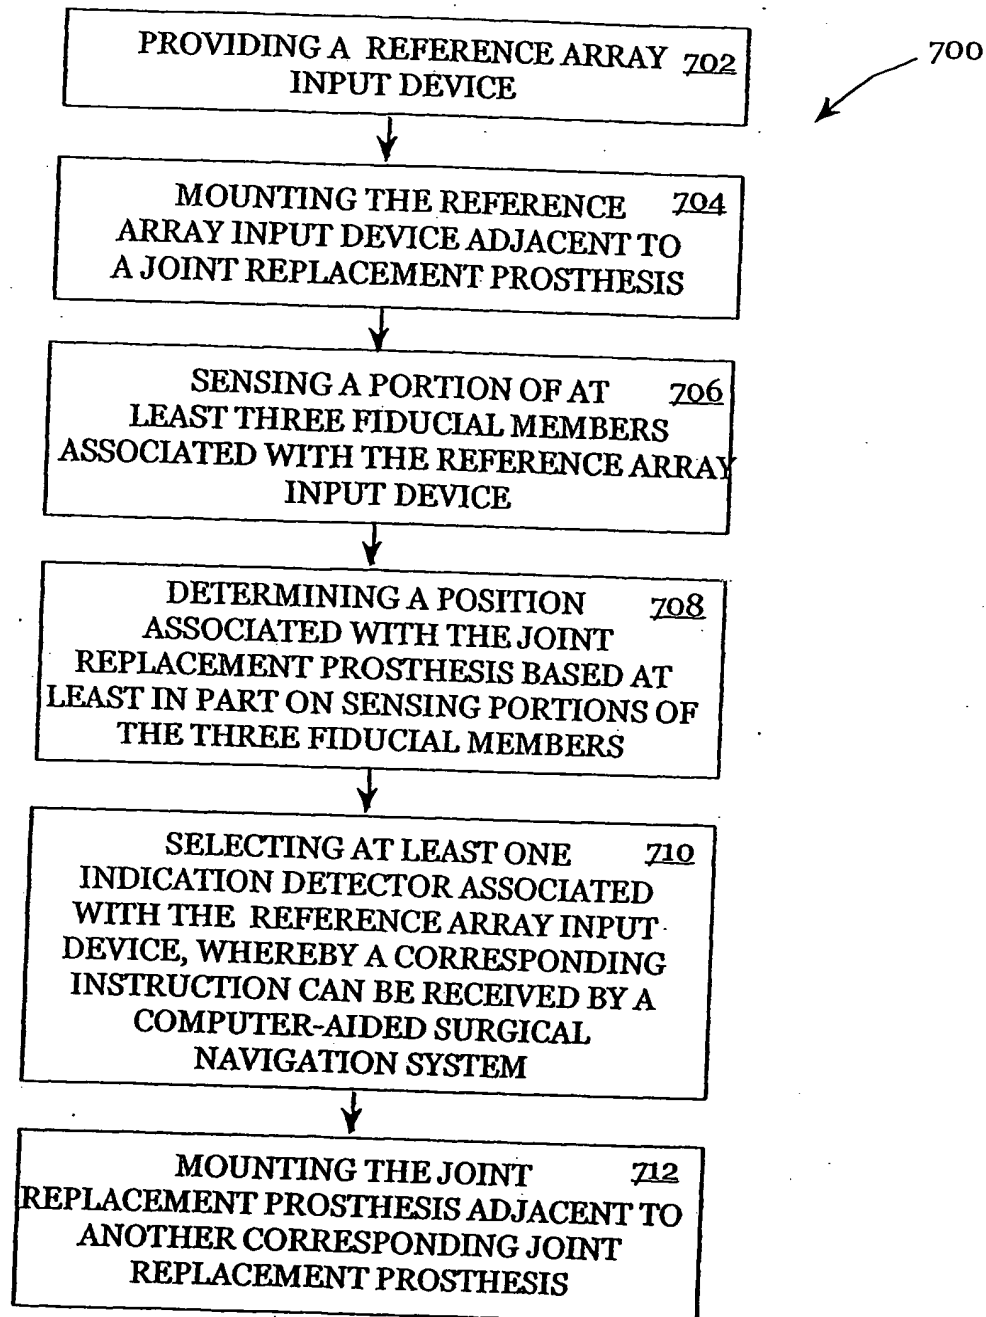 PROVIDING A REFERENCE ARRAY 702
INPUT DEVICE
700
MOUNTING THE REFERENCE 704
ARRAY INPUT DEVICE ADJACENT TO
A JOINT REPLACEMENT PROSTHESIS
SENSING A PORTION OF AT 706
LEAST THREE FIDUCIAL MEMBERS
ASSOCIATED WITH THE REFERENCE ARRAY
INPUT DEVICE
DETERMINING A POSITION 708
ASSOCIATED WITH THE JOINT
REPLACEMENT PROSTHESIS BASED AT
LEAST IN PART ON SENSING PORTIONS OF
THE THREE FIDUCIAL MEMBERS
SELECTING AT LEAST ONE 710
INDICATION DETECTOR ASSOCIATED
WITH THE REFERENCE ARRAY INPUT
DEVICE, WHEREBY A CORRESPONDING
INSTRUCTION CAN BE RECEIVED BY A
COMPUTER-AIDED SURGICAL
NAVIGATION SYSTEM
MOUNTING THE JOINT 712
REPLACEMENT PROSTHESIS ADJACENT TO
ANOTHER CORRESPONDING JOINT
REPLACEMENT PROSTHESIS